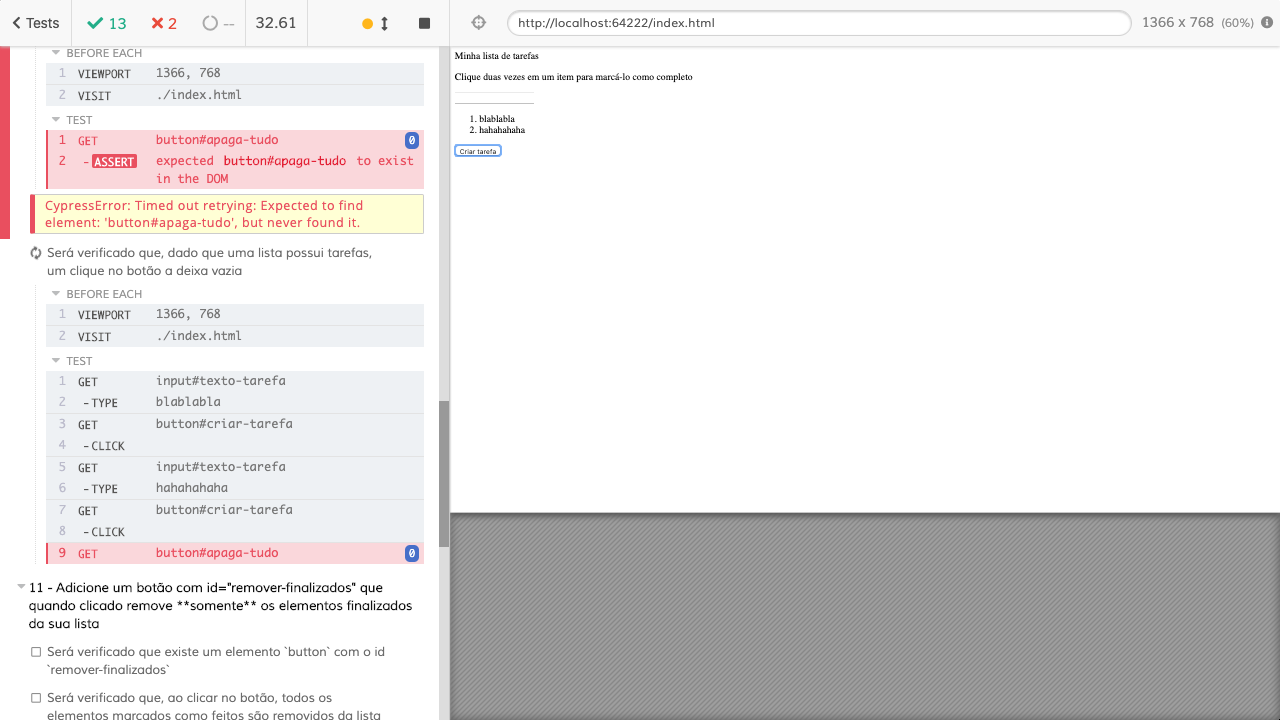 Tests 13 2 -- 32.61 http://localhost:64222/index.html 1366 x 768 (60%)
BEFORE EACH
1 VIEWPORT 1366, 768
2 VISIT ./index.html
TEST
1 GET button#apaga-tudo 0
2 -ASSERT expected button#apaga-tudo to exist
in the DOM
CypressError: Timed out retrying: Expected to find
element: 'button#apaga-tudo', but never found it.
Será verificado que, dado que uma lista possui tarefas,
um clique no botão a deixa vazia
BEFORE EACH
1 VIEWPORT 1366, 768
2 VISIT ./index.html
TEST
1 GET input#texto-tarefa
2 -TYPE blablabla
3 GET button#criar-tarefa
4 -CLICK
5 GET input#texto-tarefa
6 -TYPE hahahahaha
7 GET button#criar-tarefa
8 -CLICK
9 GET button#apaga-tudo 0
11 - Adicione um botão com id="remover-finalizados" que
quando clicado remove **somente** os elementos finalizados
da sua lista
Será verificado que existe um elemento `button` com o id
`remover-finalizados`
Será verificado que, ao clicar no botão, todos os
elementos marcados como feitos são removidos da lista
Minha lista de tarefas
Clique duas vezes em um item para marcá-lo como completo
1. blablabla
2. hahahahaha
Criar tarefa